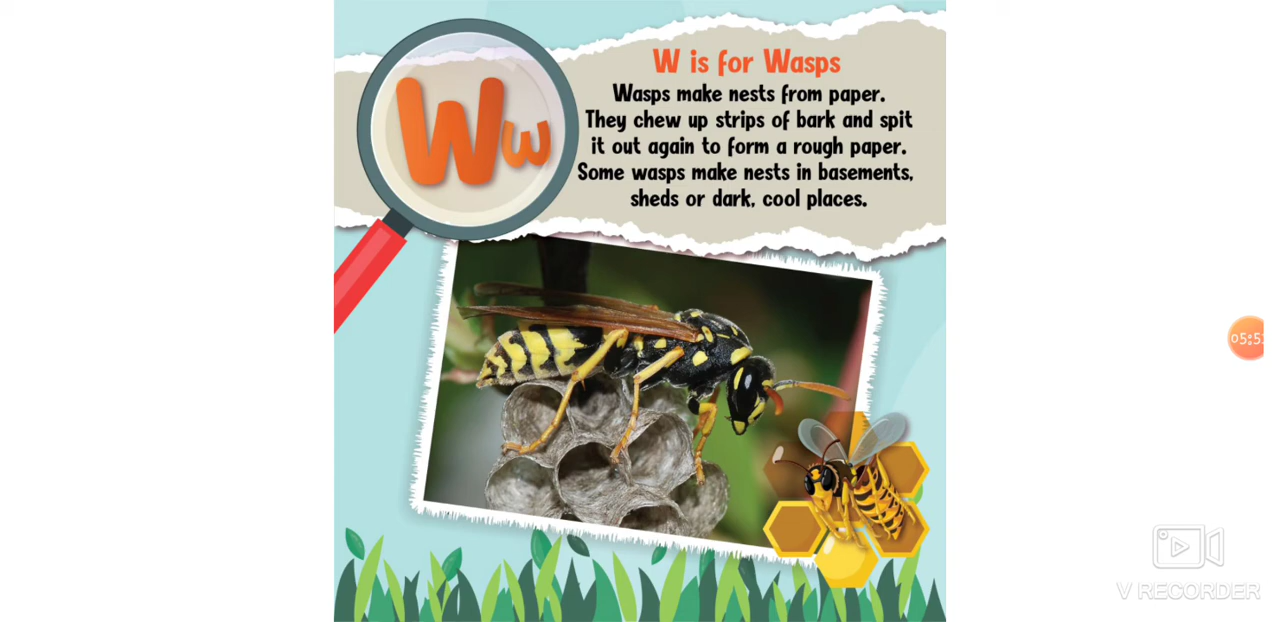 W is for Wasps
Ww
Wasps make nests from paper.
They chew up strips of bark and spit
it out again to form a rough paper.
Some wasps make nests in basements,
sheds or dark, cool places.
V RECORDER